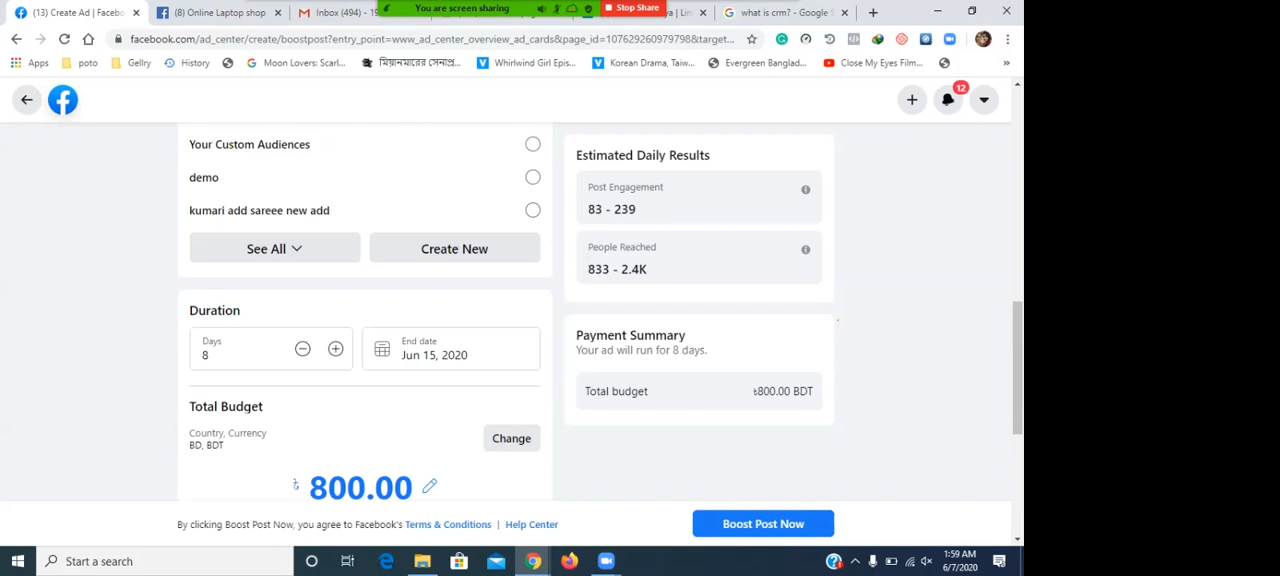 (13) Create Ad | Facebo
(8) Online Laptop shop
Inbox (494) - 19
You are screen sharing
Stop Share
ya | Lin
what is crm? - Google S
facebook.com/ad_center/create/boostpost?entry_point=www_ad_center_overview_ad_cards&page_id=107629260979798&target...
Apps
poto
Gellry
History
Moon Lovers: Scarl...
মিয়ানমারের সেনাপ্র...
Whirlwind Girl Epis...
Korean Drama, Taiw...
Evergreen Banglad...
Close My Eyes Film...
»
12
Your Custom Audiences
demo
kumari add sareee new add
See All
Create New
Duration
Days
8
End date
Jun 15, 2020
Total Budget
Country, Currency
BD, BDT
Change
৳ 800.00
Estimated Daily Results
Post Engagement
83 - 239
People Reached
833 - 2.4K
Payment Summary
Your ad will run for 8 days.
Total budget
৳800.00 BDT
By clicking Boost Post Now, you agree to Facebook's Terms & Conditions | Help Center
Boost Post Now
Start a search
1:59 AM
6/7/2020